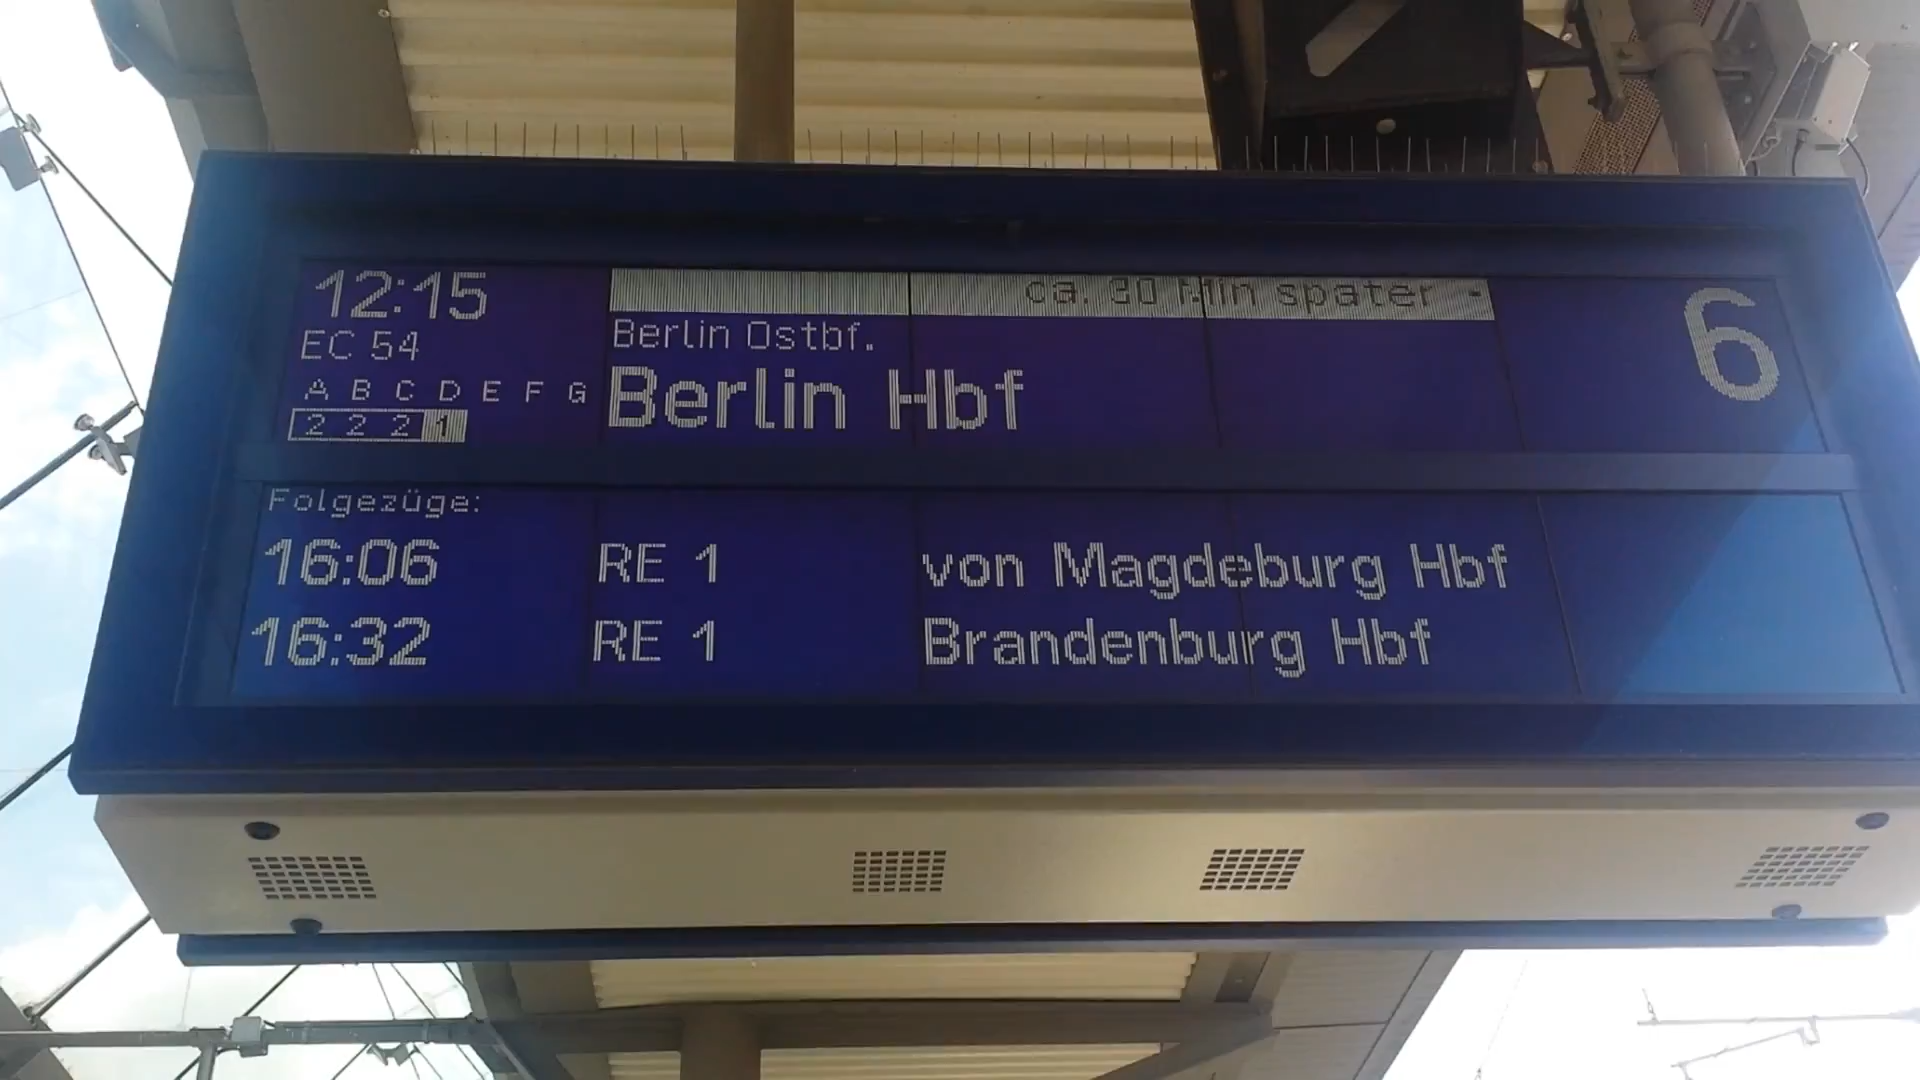 12:15
ca. 30 Min später -
6
EC 54
Berlin Ostbf.
A B C D E F G
Berlin Hbf
2 2 2 1
Folgezüge:
16:06 RE 1 von Magdeburg Hbf
16:32 RE 1 Brandenburg Hbf